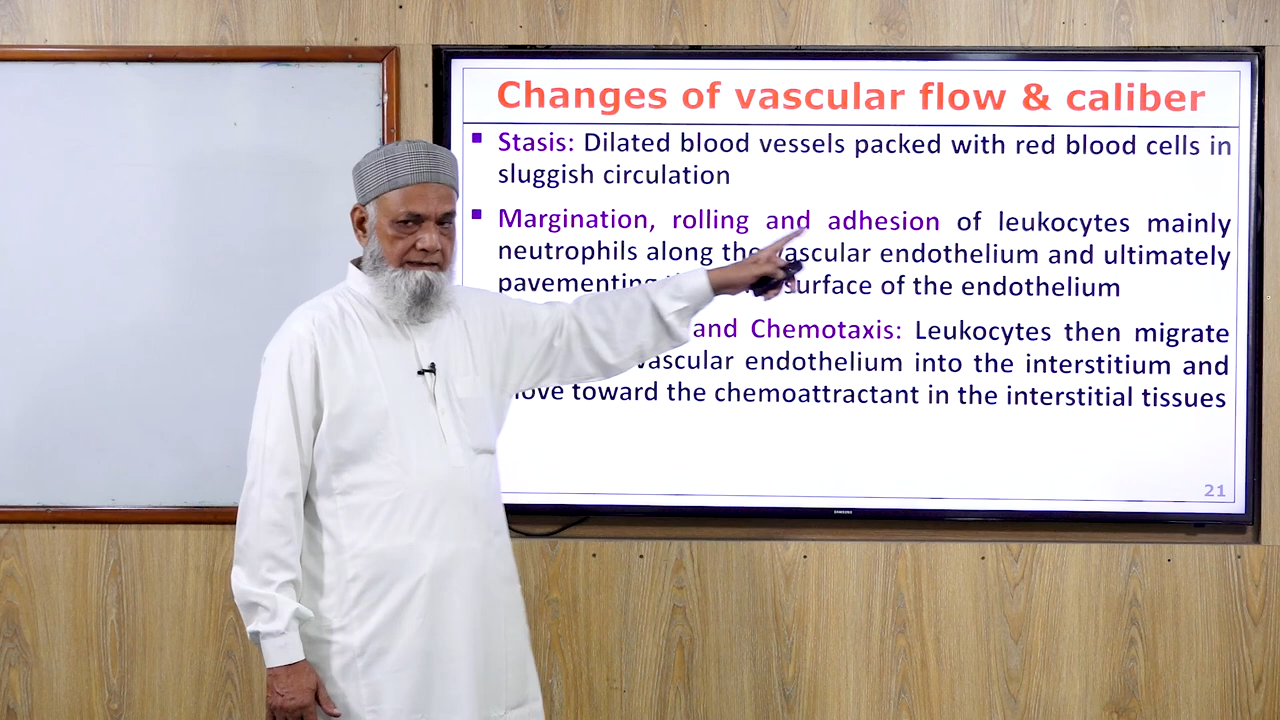 Changes of vascular flow & caliber
Stasis: Dilated blood vessels packed with red blood cells in
sluggish circulation
Margination, rolling and adhesion of leukocytes mainly
neutrophils along the vascular endothelium and ultimately
pavementing surface of the endothelium
and Chemotaxis: Leukocytes then migrate
vascular endothelium into the interstitium and
toward the chemoattractant in the interstitial tissues
21
SAMSUNG